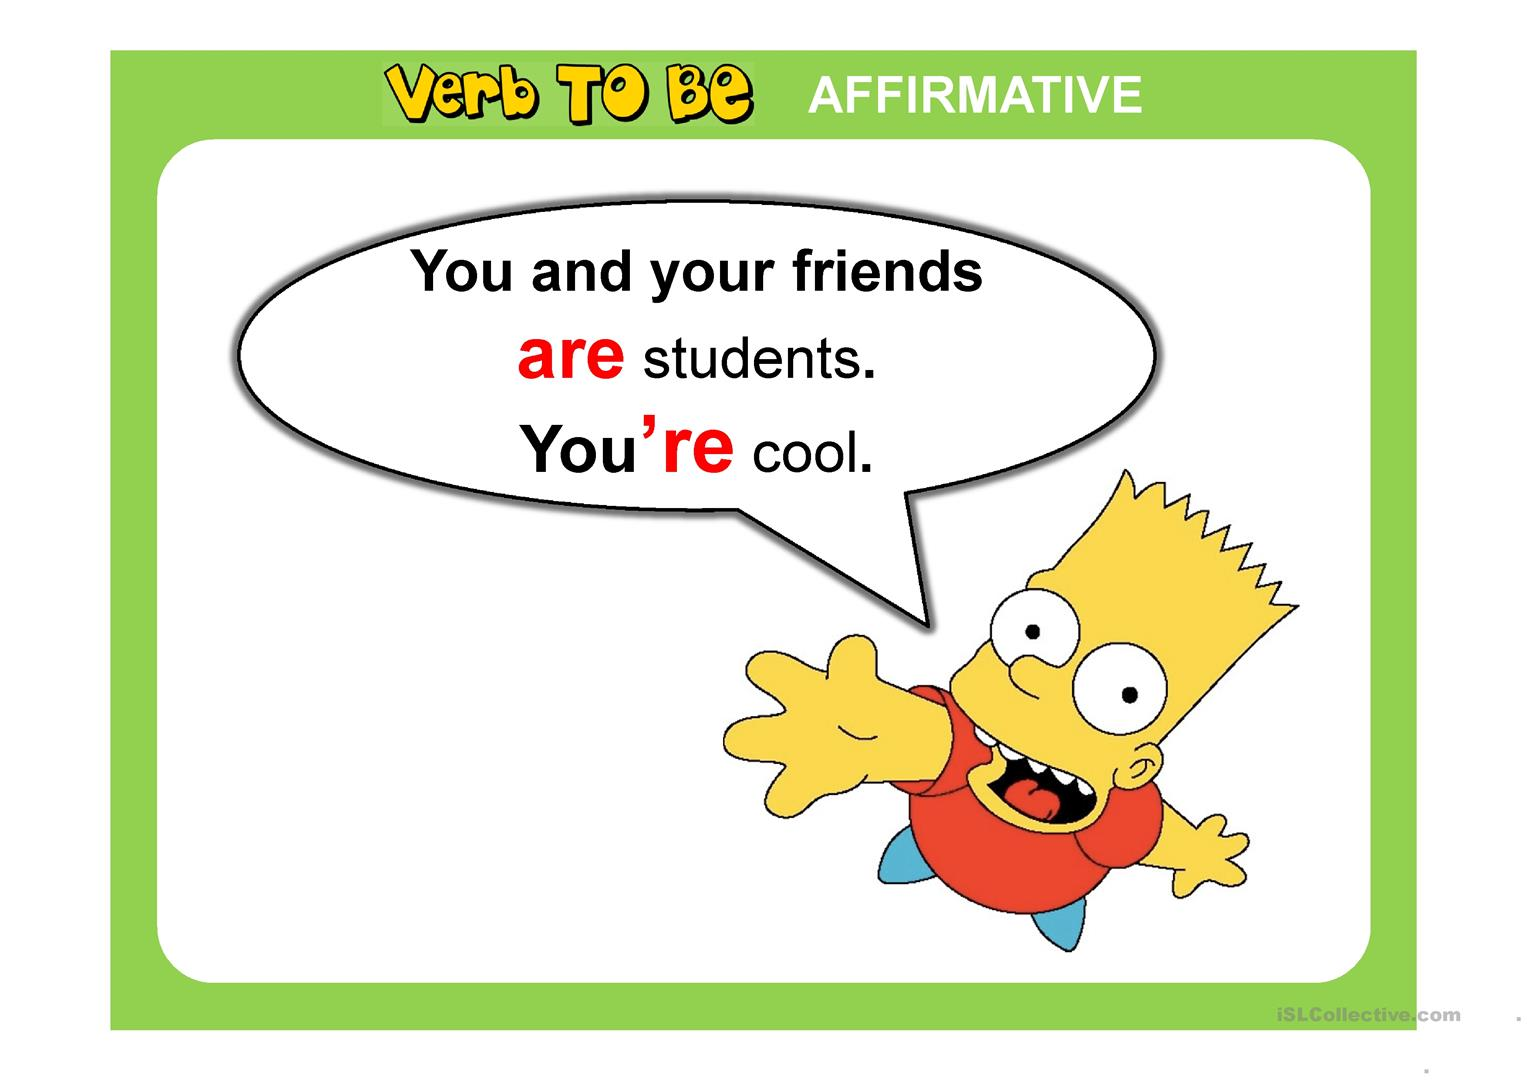 Verb TO BE AFFIRMATIVE
You and your friends
are students.
You’re cool.
iSLCollective.com